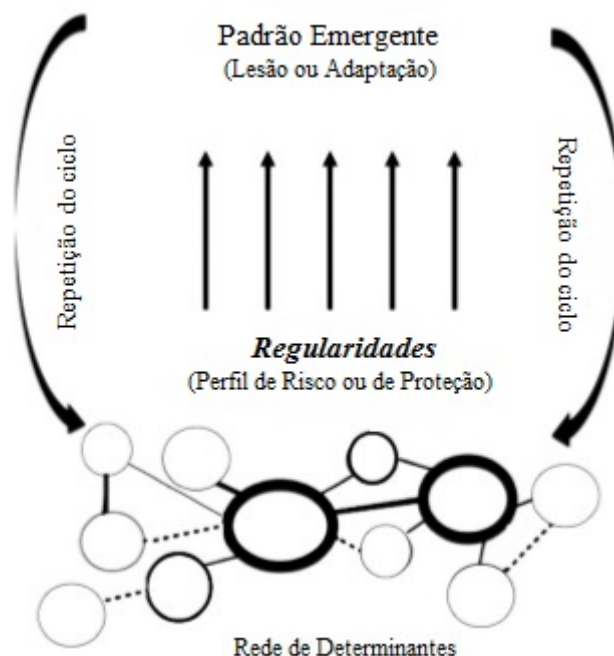 Padrão Emergente
(Lesão ou Adaptação)
Repetição do ciclo
Repetição do ciclo
Regularidades
(Perfil de Risco ou de Proteção)
Rede de Determinantes